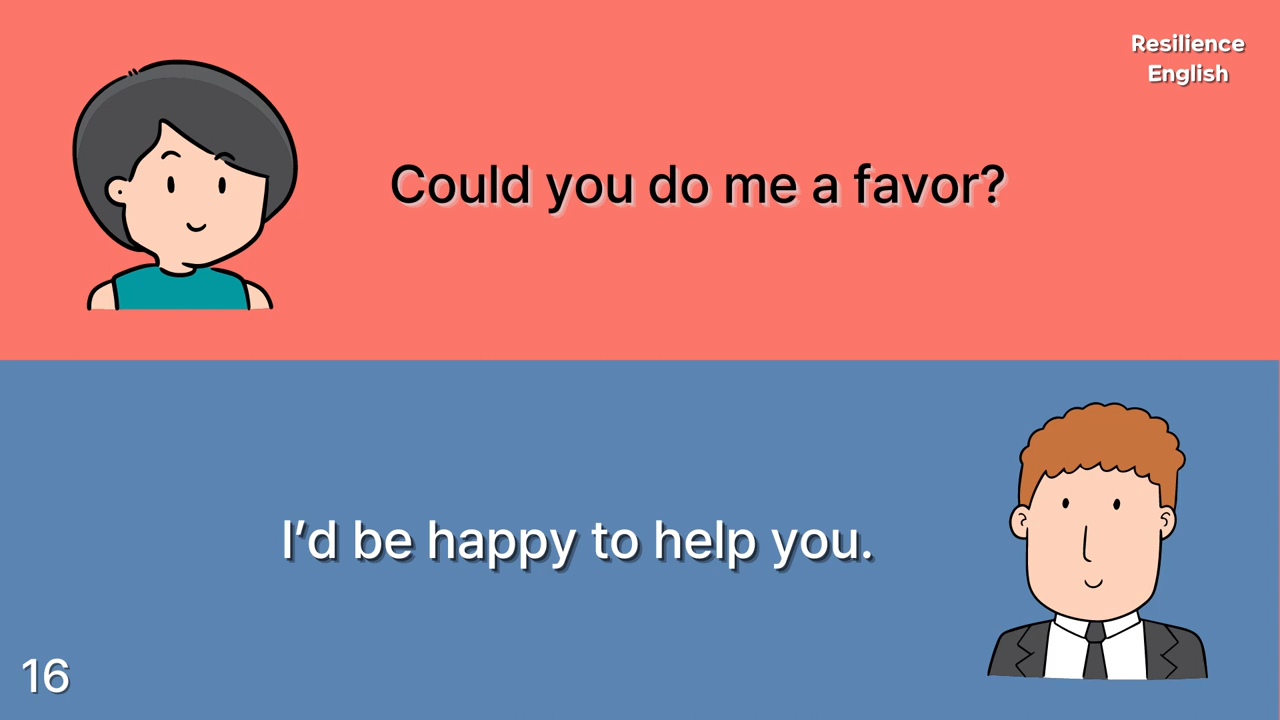 Resilience
English
Could you do me a favor?
I’d be happy to help you.
16